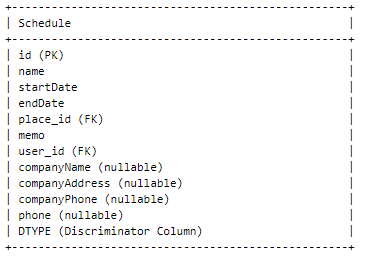 +---------------------------------------------------+
| Schedule                                          |
+---------------------------------------------------+
| id (PK)                                           |
| name                                              |
| startDate                                         |
| endDate                                           |
| place_id (FK)                                     |
| memo                                              |
| user_id (FK)                                      |
| companyName (nullable)                            |
| companyAddress (nullable)                         |
| companyPhone (nullable)                           |
| phone (nullable)                                  |
| DTYPE (Discriminator Column)                      |
+---------------------------------------------------+